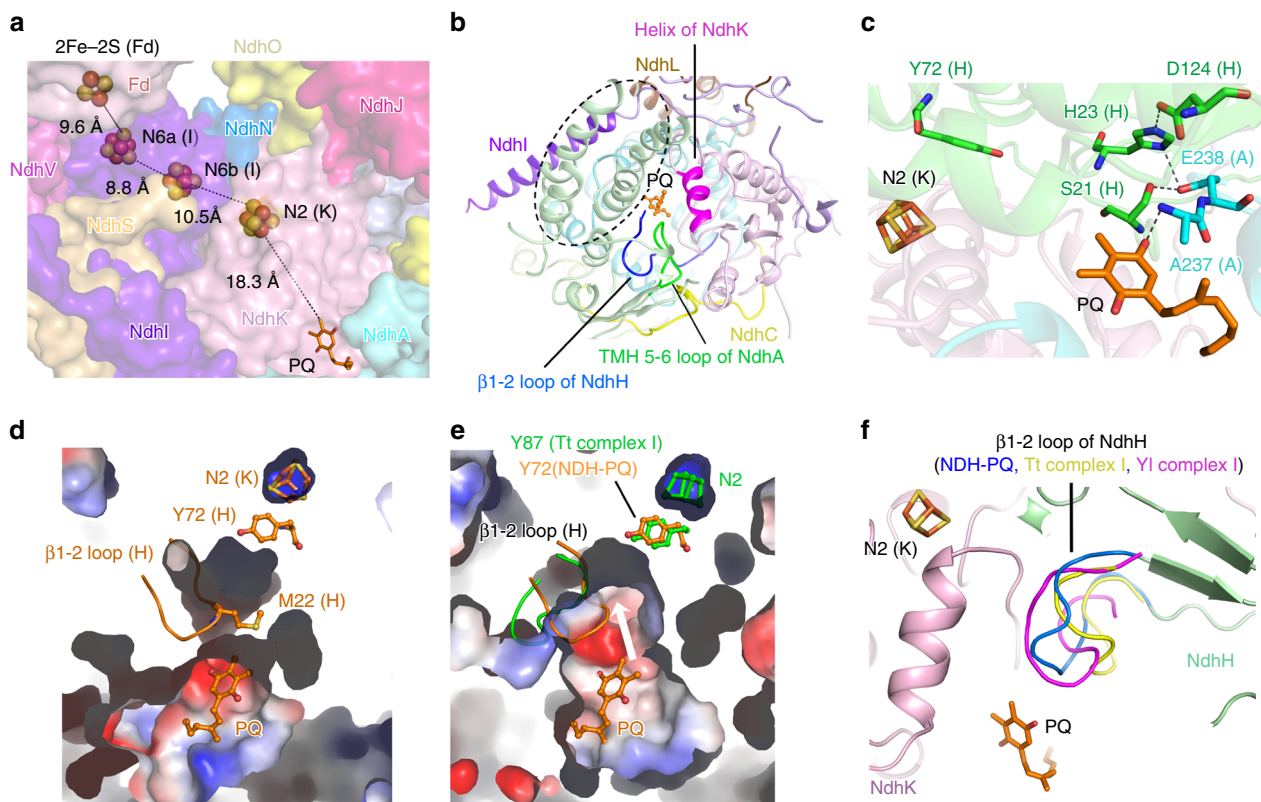 a
2Fe–2S (Fd)
NdhO
Fd
NdhJ
9.6 Å
N6a (I)
NdhN
NdhV
N6b (I)
8.8 Å
N2 (K)
NdhS
10.5Å
18.3 Å
NdhI
NdhK
NdhA
PQ
b
Helix of NdhK
NdhL
NdhI
PQ
NdhC
TMH 5-6 loop of NdhA
β1-2 loop of NdhH
c
Y72 (H)
D124 (H)
H23 (H)
E238 (A)
N2 (K)
S21 (H)
A237 (A)
PQ
d
N2 (K)
Y72 (H)
β1-2 loop (H)
M22 (H)
PQ
e
Y87 (Tt complex I)
Y72(NDH-PQ)
N2
β1-2 loop (H)
PQ
f
β1-2 loop of NdhH
(NDH-PQ, Tt complex I, Yl complex I)
N2 (K)
NdhH
PQ
NdhK